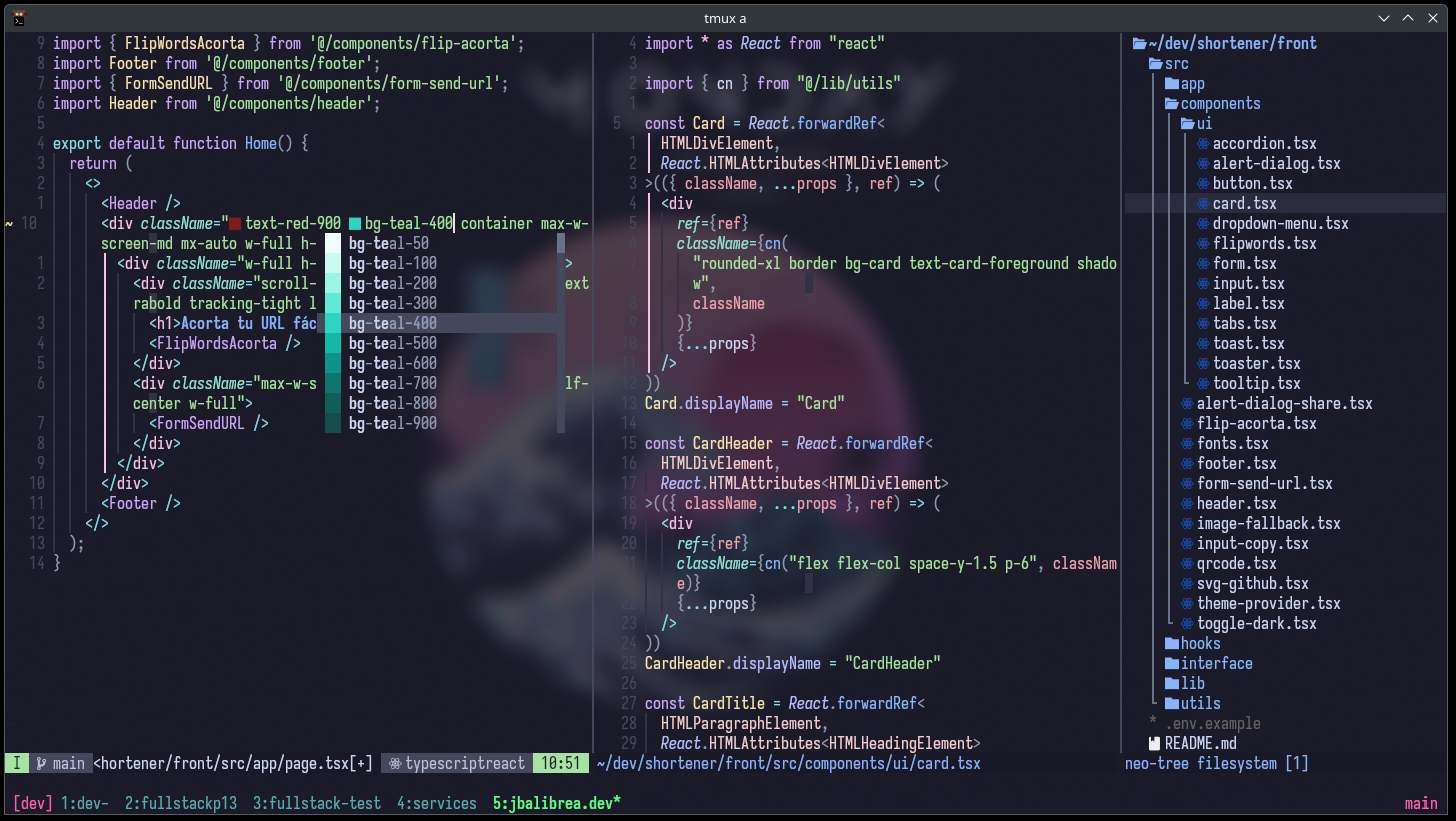 tmux a
9 import { FlipWordsAcorta } from '@/components/flip-acorta';
8 import Footer from '@/components/footer';
7 import { FormSendURL } from '@/components/form-send-url';
6 import Header from '@/components/header';
5
4 export default function Home() {
3 return (
2 <>
1 <Header />
~ 10 <div className="text-red-900 bg-teal-400 container max-w-
screen-md mx-auto w-full h-
1 <div className="w-full h- >
2 <div className="scroll- ext
rabold tracking-tight l
3 <h1>Acorta tu URL fác
4 <FlipWordsAcorta />
5 </div>
6 <div className="max-w-s lf-
center w-full">
7 <FormSendURL />
8 </div>
9 </div>
10 </div>
11 <Footer />
12 </>
13 );
14 }
bg-teal-50
bg-teal-100
bg-teal-200
bg-teal-300
bg-teal-400
bg-teal-500
bg-teal-600
bg-teal-700
bg-teal-800
bg-teal-900
I main <hortener/front/src/app/page.tsx[+] typescriptreact 10:51
4 import * as React from "react"
3
2 import { cn } from "@/lib/utils"
1
5 const Card = React.forwardRef<
1 HTMLDivElement,
2 React.HTMLAttributes<HTMLDivElement>
3 >(({ className, ...props }, ref) => (
4 <div
5 ref={ref}
6 className={cn(
7 "rounded-xl border bg-card text-card-foreground shado
w",
8 className
9 )}
10 {...props}
11 />
12 ))
13 Card.displayName = "Card"
14
15 const CardHeader = React.forwardRef<
16 HTMLDivElement,
17 React.HTMLAttributes<HTMLDivElement>
18 >(({ className, ...props }, ref) => (
19 <div
20 ref={ref}
21 className={cn("flex flex-col space-y-1.5 p-6", classNam
e)}
22 {...props}
23 />
24 ))
25 CardHeader.displayName = "CardHeader"
26
27 const CardTitle = React.forwardRef<
28 HTMLParagraphElement,
29 React.HTMLAttributes<HTMLHeadingElement>
~/dev/shortener/front/src/components/ui/card.tsx
~/dev/shortener/front
src
app
components
ui
accordion.tsx
alert-dialog.tsx
button.tsx
card.tsx
dropdown-menu.tsx
flipwords.tsx
form.tsx
input.tsx
label.tsx
tabs.tsx
toast.tsx
toaster.tsx
tooltip.tsx
alert-dialog-share.tsx
flip-acorta.tsx
fonts.tsx
footer.tsx
form-send-url.tsx
header.tsx
image-fallback.tsx
input-copy.tsx
qrcode.tsx
svg-github.tsx
theme-provider.tsx
toggle-dark.tsx
hooks
interface
lib
utils
* .env.example
README.md
neo-tree filesystem [1]
[dev] 1:dev- 2:fullstackp13 3:fullstack-test 4:services 5:jbalibrea.dev* main